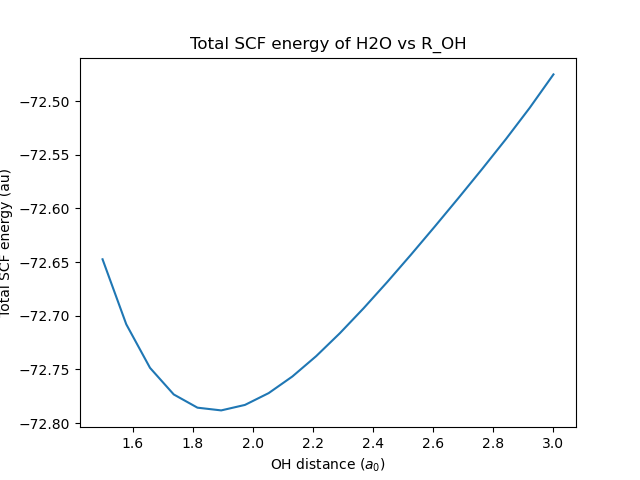 Total SCF energy of H2O vs R_OH
Total SCF energy (au)
−72.50
−72.55
−72.60
−72.65
−72.70
−72.75
−72.80
1.6 1.8 2.0 2.2 2.4 2.6 2.8 3.0
OH distance (a₀)